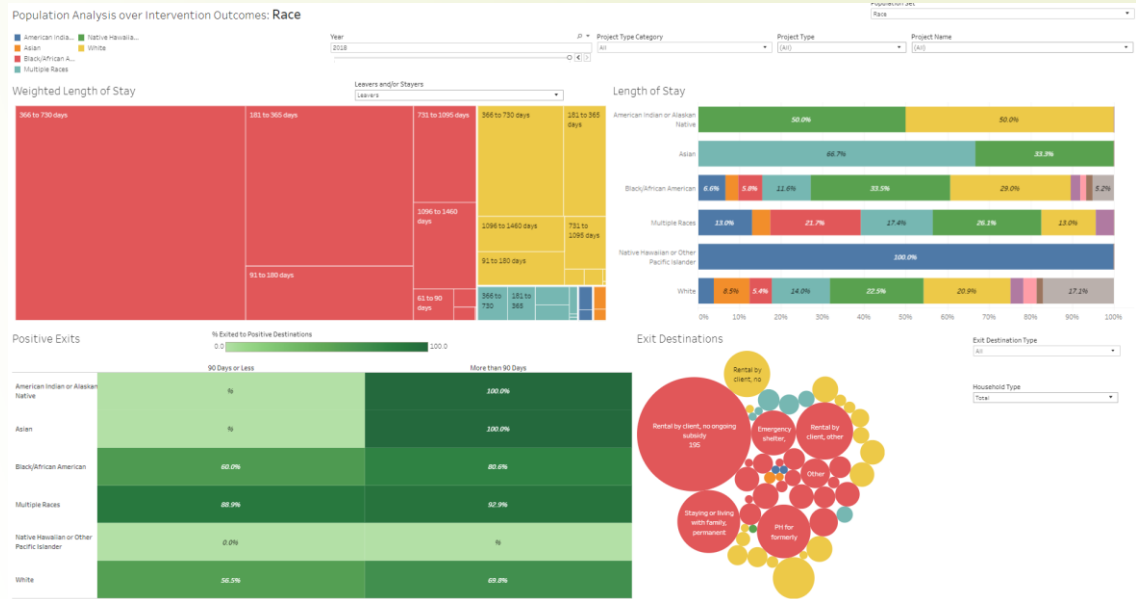 Population Analysis over Intervention Outcomes: Race
Population Set
Race
American India...
Native Hawaiia...
Asian
White
Black/African A...
Multiple Races
Year
2018
Project Type Category
All
Project Type
(All)
Project Name
(All)
Weighted Length of Stay
Leavers and/or Stayers
Leavers
366 to 730 days
181 to 365 days
91 to 180 days
731 to 1095 days
1096 to 1460
days
61 to 90
days
366 to 730 days
181 to 365
days
1096 to 1460 days
731 to
1095 days
91 to 180 days
366 to
730
181 to
365
Length of Stay
American Indian or Alaskan
Native
50.0%
50.0%
Asian
66.7%
33.3%
Black/African American
6.6%
5.8%
11.6%
33.5%
29.0%
5.2%
Multiple Races
13.0%
21.7%
17.4%
26.1%
13.0%
Native Hawaiian or Other
Pacific Islander
100.0%
White
8.5%
5.4%
14.0%
22.5%
20.9%
17.1%
0% 10% 20% 30% 40% 50% 60% 70% 80% 90% 100%
Positive Exits
% Exited to Positive Destinations
0.0
100.0
90 Days or Less
More than 90 Days
American Indian or Alaskan
Native
%
100.0%
Asian
%
100.0%
Black/African American
60.0%
80.6%
Multiple Races
88.9%
92.9%
Native Hawaiian or Other
Pacific Islander
0.0%
%
White
56.5%
69.8%
Exit Destinations
Exit Destination Type
All
Household Type
Total
Rental by
client, no
Rental by client, no ongoing
subsidy
195
Emergency
shelter,
Rental by
client, other
Other
Staying or living
with family,
permanent
PH for
formerly